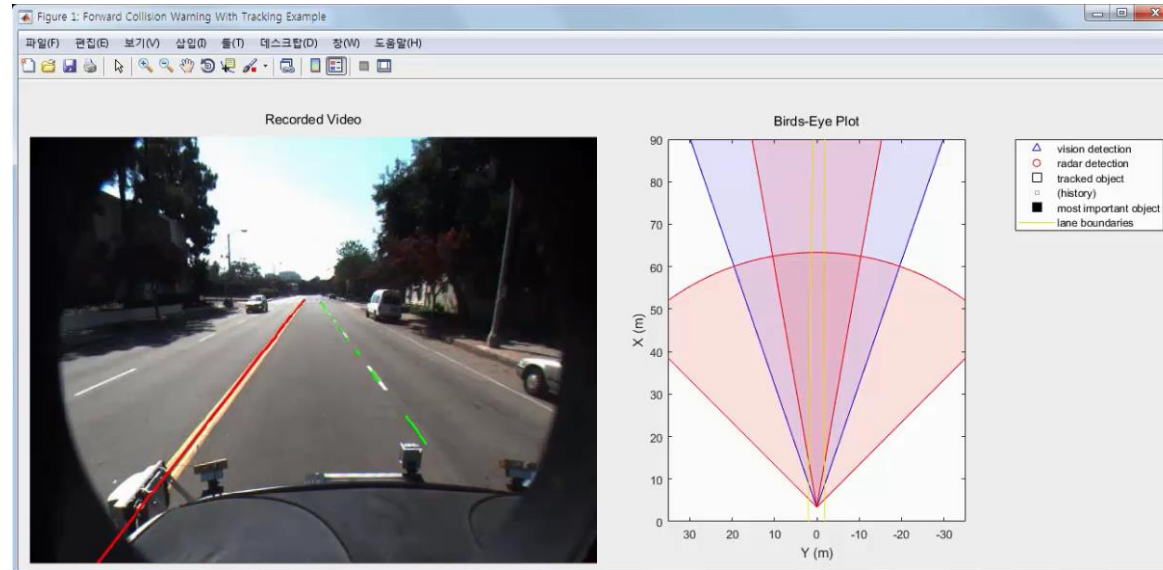 Figure 1: Forward Collision Warning With Tracking Example
파일(F) 편집(E) 보기(V) 삽입(I) 툴(T) 데스크탑(D) 창(W) 도움말(H)
Recorded Video
Birds-Eye Plot
90
80
70
60
50
40
30
20
10
0
X (m)
30 20 10 0 -10 -20 -30
Y (m)
vision detection
radar detection
tracked object
(history)
most important object
lane boundaries